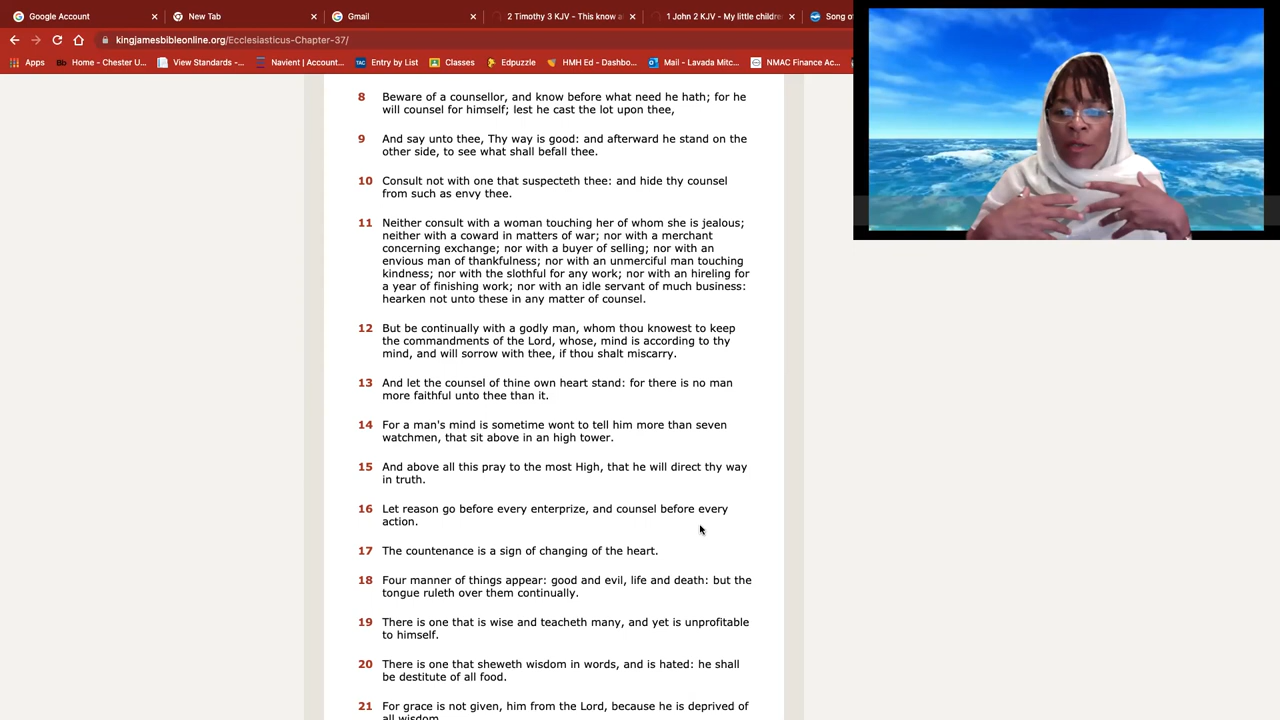 Google Account
New Tab
Gmail
2 Timothy 3 KJV - This know a
1 John 2 KJV - My little childre
Song o
kingjamesbibleonline.org/Ecclesiasticus-Chapter-37/
Apps
Bb Home - Chester U...
View Standards -...
Navient | Account...
TAC Entry by List
Classes
Edpuzzle
HMH Ed - Dashbo...
Mail - Lavada Mitc...
NMAC Finance Ac...
8 Beware of a counsellor, and know before what need he hath; for he
will counsel for himself; lest he cast the lot upon thee,
9 And say unto thee, Thy way is good: and afterward he stand on the
other side, to see what shall befall thee.
10 Consult not with one that suspecteth thee: and hide thy counsel
from such as envy thee.
11 Neither consult with a woman touching her of whom she is jealous;
neither with a coward in matters of war; nor with a merchant
concerning exchange; nor with a buyer of selling; nor with an
envious man of thankfulness; nor with an unmerciful man touching
kindness; nor with the slothful for any work; nor with an hireling for
a year of finishing work; nor with an idle servant of much business:
hearken not unto these in any matter of counsel.
12 But be continually with a godly man, whom thou knowest to keep
the commandments of the Lord, whose, mind is according to thy
mind, and will sorrow with thee, if thou shalt miscarry.
13 And let the counsel of thine own heart stand: for there is no man
more faithful unto thee than it.
14 For a man's mind is sometime wont to tell him more than seven
watchmen, that sit above in an high tower.
15 And above all this pray to the most High, that he will direct thy way
in truth.
16 Let reason go before every enterprize, and counsel before every
action.
17 The countenance is a sign of changing of the heart.
18 Four manner of things appear: good and evil, life and death: but the
tongue ruleth over them continually.
19 There is one that is wise and teacheth many, and yet is unprofitable
to himself.
20 There is one that sheweth wisdom in words, and is hated: he shall
be destitute of all food.
21 For grace is not given, him from the Lord, because he is deprived of
all wisdom